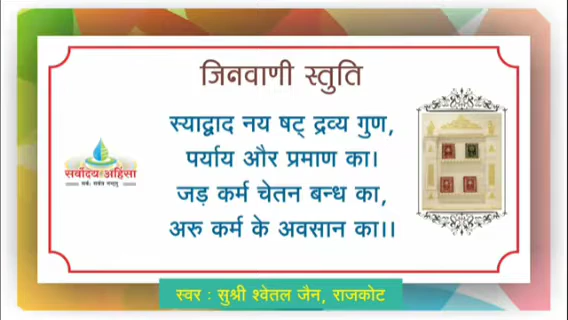 जिनवाणी स्तुति
स्याद्वाद नय षट् द्रव्य गुण,
पर्याय और प्रमाण का।
जड़ कर्म चेतन बन्ध का,
अरु कर्म के अवसान का।।
सर्वोदय अहिंसा
स्वर : सुश्री श्वेतल जैन, राजकोट